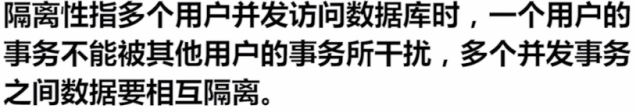 隔离性指多个用户并发访问数据库时，一个用户的
事务不能被其他用户的事务所干扰，多个并发事务
之间数据要相互隔离。